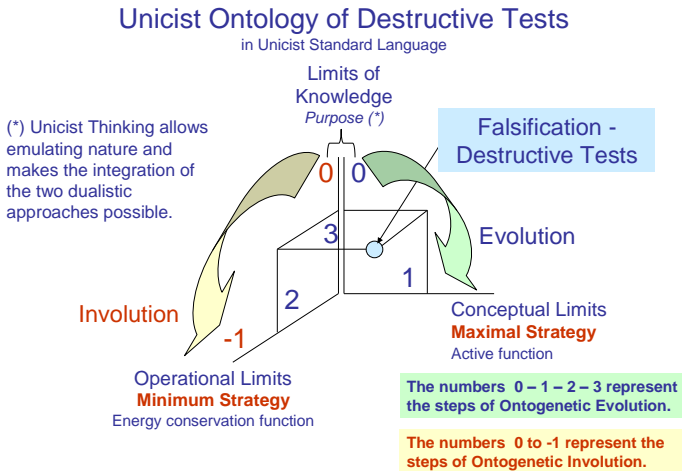 Unicist Ontology of Destructive Tests
in Unicist Standard Language
Limits of
Knowledge
Purpose (*)
(*) Unicist Thinking allows
emulating nature and
makes the integration of
the two dualistic
approaches possible.
Falsification -
Destructive Tests
0 0
3
Evolution
1
2
Involution
-1
Conceptual Limits
Maximal Strategy
Active function
Operational Limits
Minimum Strategy
Energy conservation function
The numbers 0 – 1 – 2 – 3 represent
the steps of Ontogenetic Evolution.
The numbers 0 to -1 represent the
steps of Ontogenetic Involution.